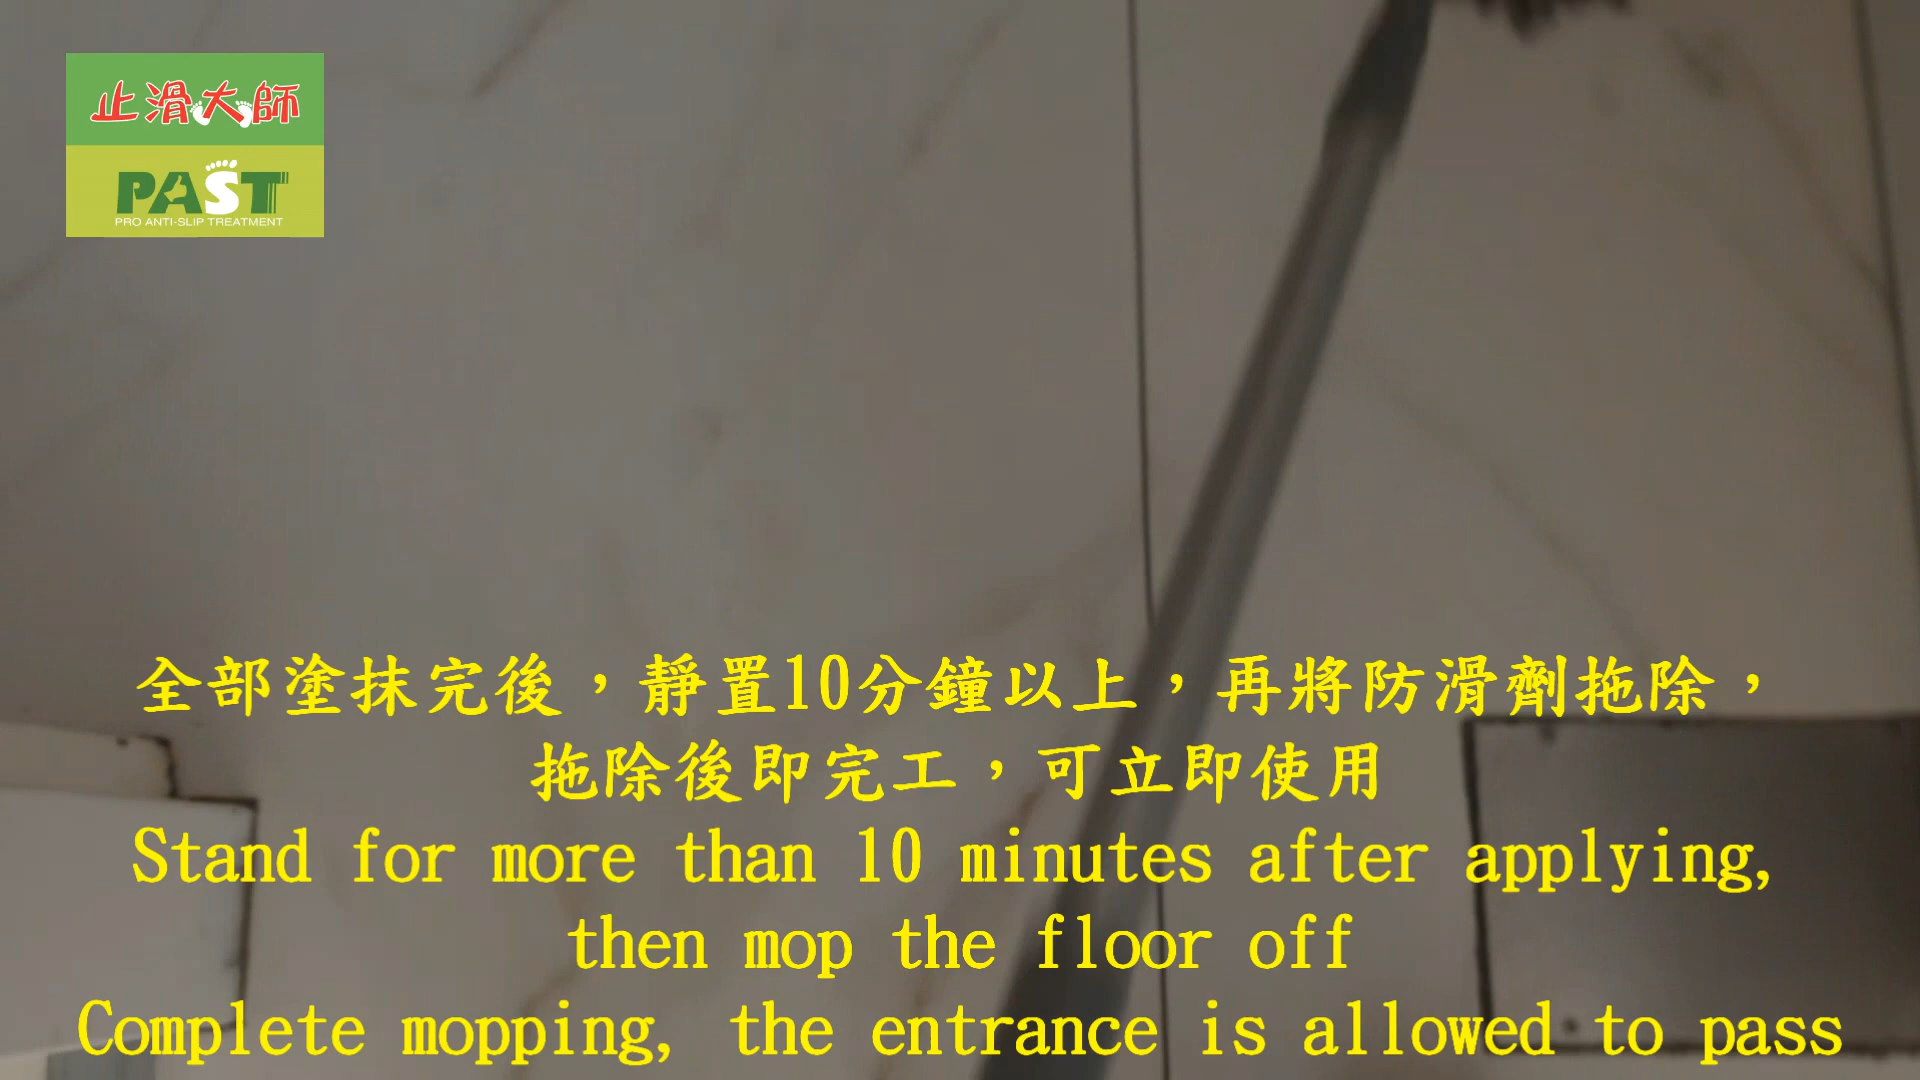 止滑大師
PAST
PRO ANTI-SLIP TREATMENT
全部塗抹完後，靜置10分鐘以上，再將防滑劑拖除，
拖除後即完工，可立即使用
Stand for more than 10 minutes after applying,
then mop the floor off
Complete mopping, the entrance is allowed to pass